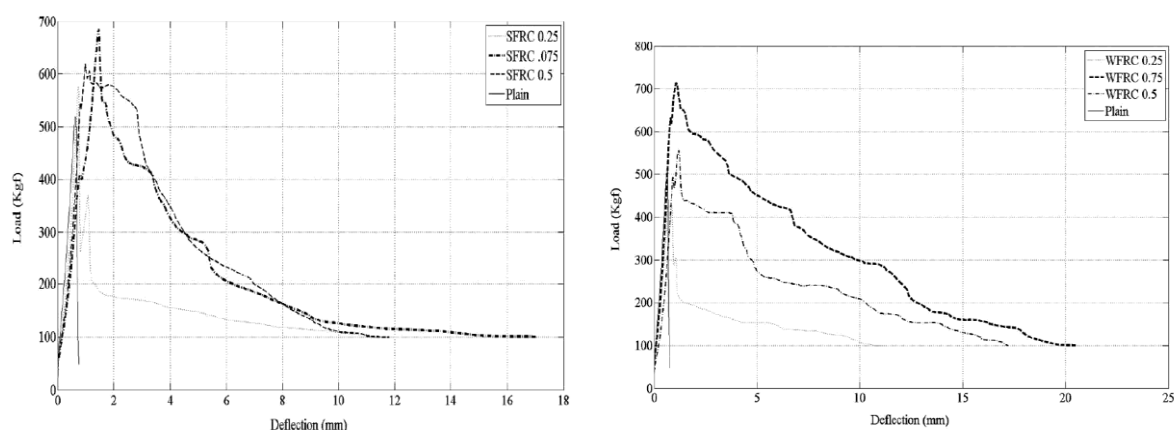 700
600
500
400
300
200
100
0
Load (Kgf)
0 2 4 6 8 10 12 14 16 18
Deflection (mm)
SFRC 0.25
SFRC .075
SFRC 0.5
Plain
800
700
600
500
400
300
200
100
0
Load (Kgf)
0 5 10 15 20 25
Deflection (mm)
WFRC 0.25
WFRC 0.75
WFRC 0.5
Plain